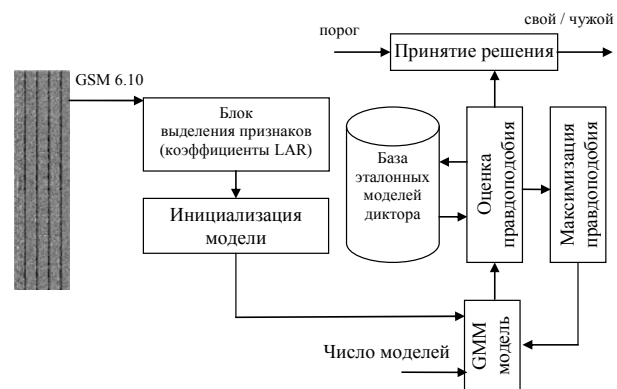 свой / чужой
порог
Принятие решения
GSM 6.10
Блок
выделения признаков
(коэффициенты LAR)
База
эталонных
моделей
диктора
Оценка
правдоподобия
Максимизация
правдоподобия
Инициализация
модели
GMM
модель
Число моделей